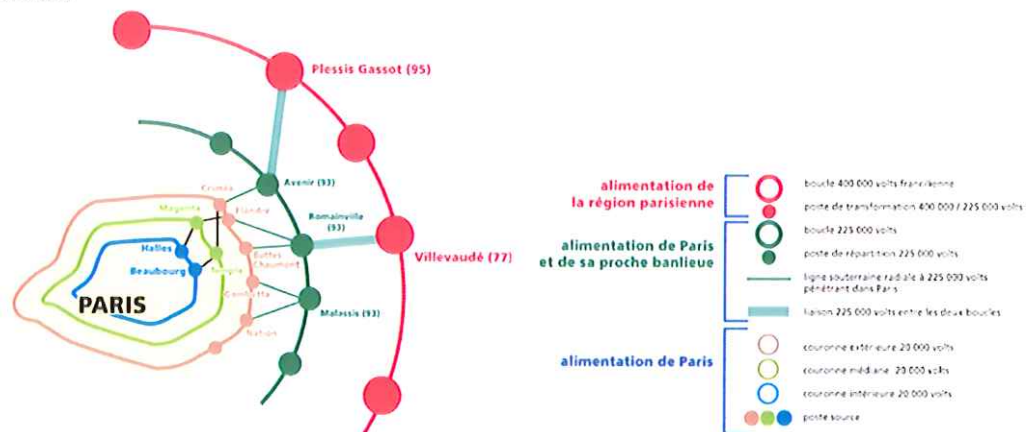 Plessis Gassot (95)
Avenir (93)
Crimée
Flandre
Magenta
Romainville
(93)
Villevaudé (77)
Halles
Buttes
Chaumont
Temple
Beaubourg
Gambetta
PARIS
Malassis (93)
Nation
alimentation de
la région parisienne
boucle 400 000 volts francilienne
poste de transformation 400 000 / 225 000 volts
alimentation de Paris
et de sa proche banlieue
boucle 225 000 volts
poste de répartition 225 000 volts
ligne souterraine radiale à 225 000 volts
pénétrant dans Paris
liaison 225 000 volts entre les deux boucles
alimentation de Paris
couronne extérieure 20 000 volts
couronne médiane 20 000 volts
couronne intérieure 20 000 volts
poste source